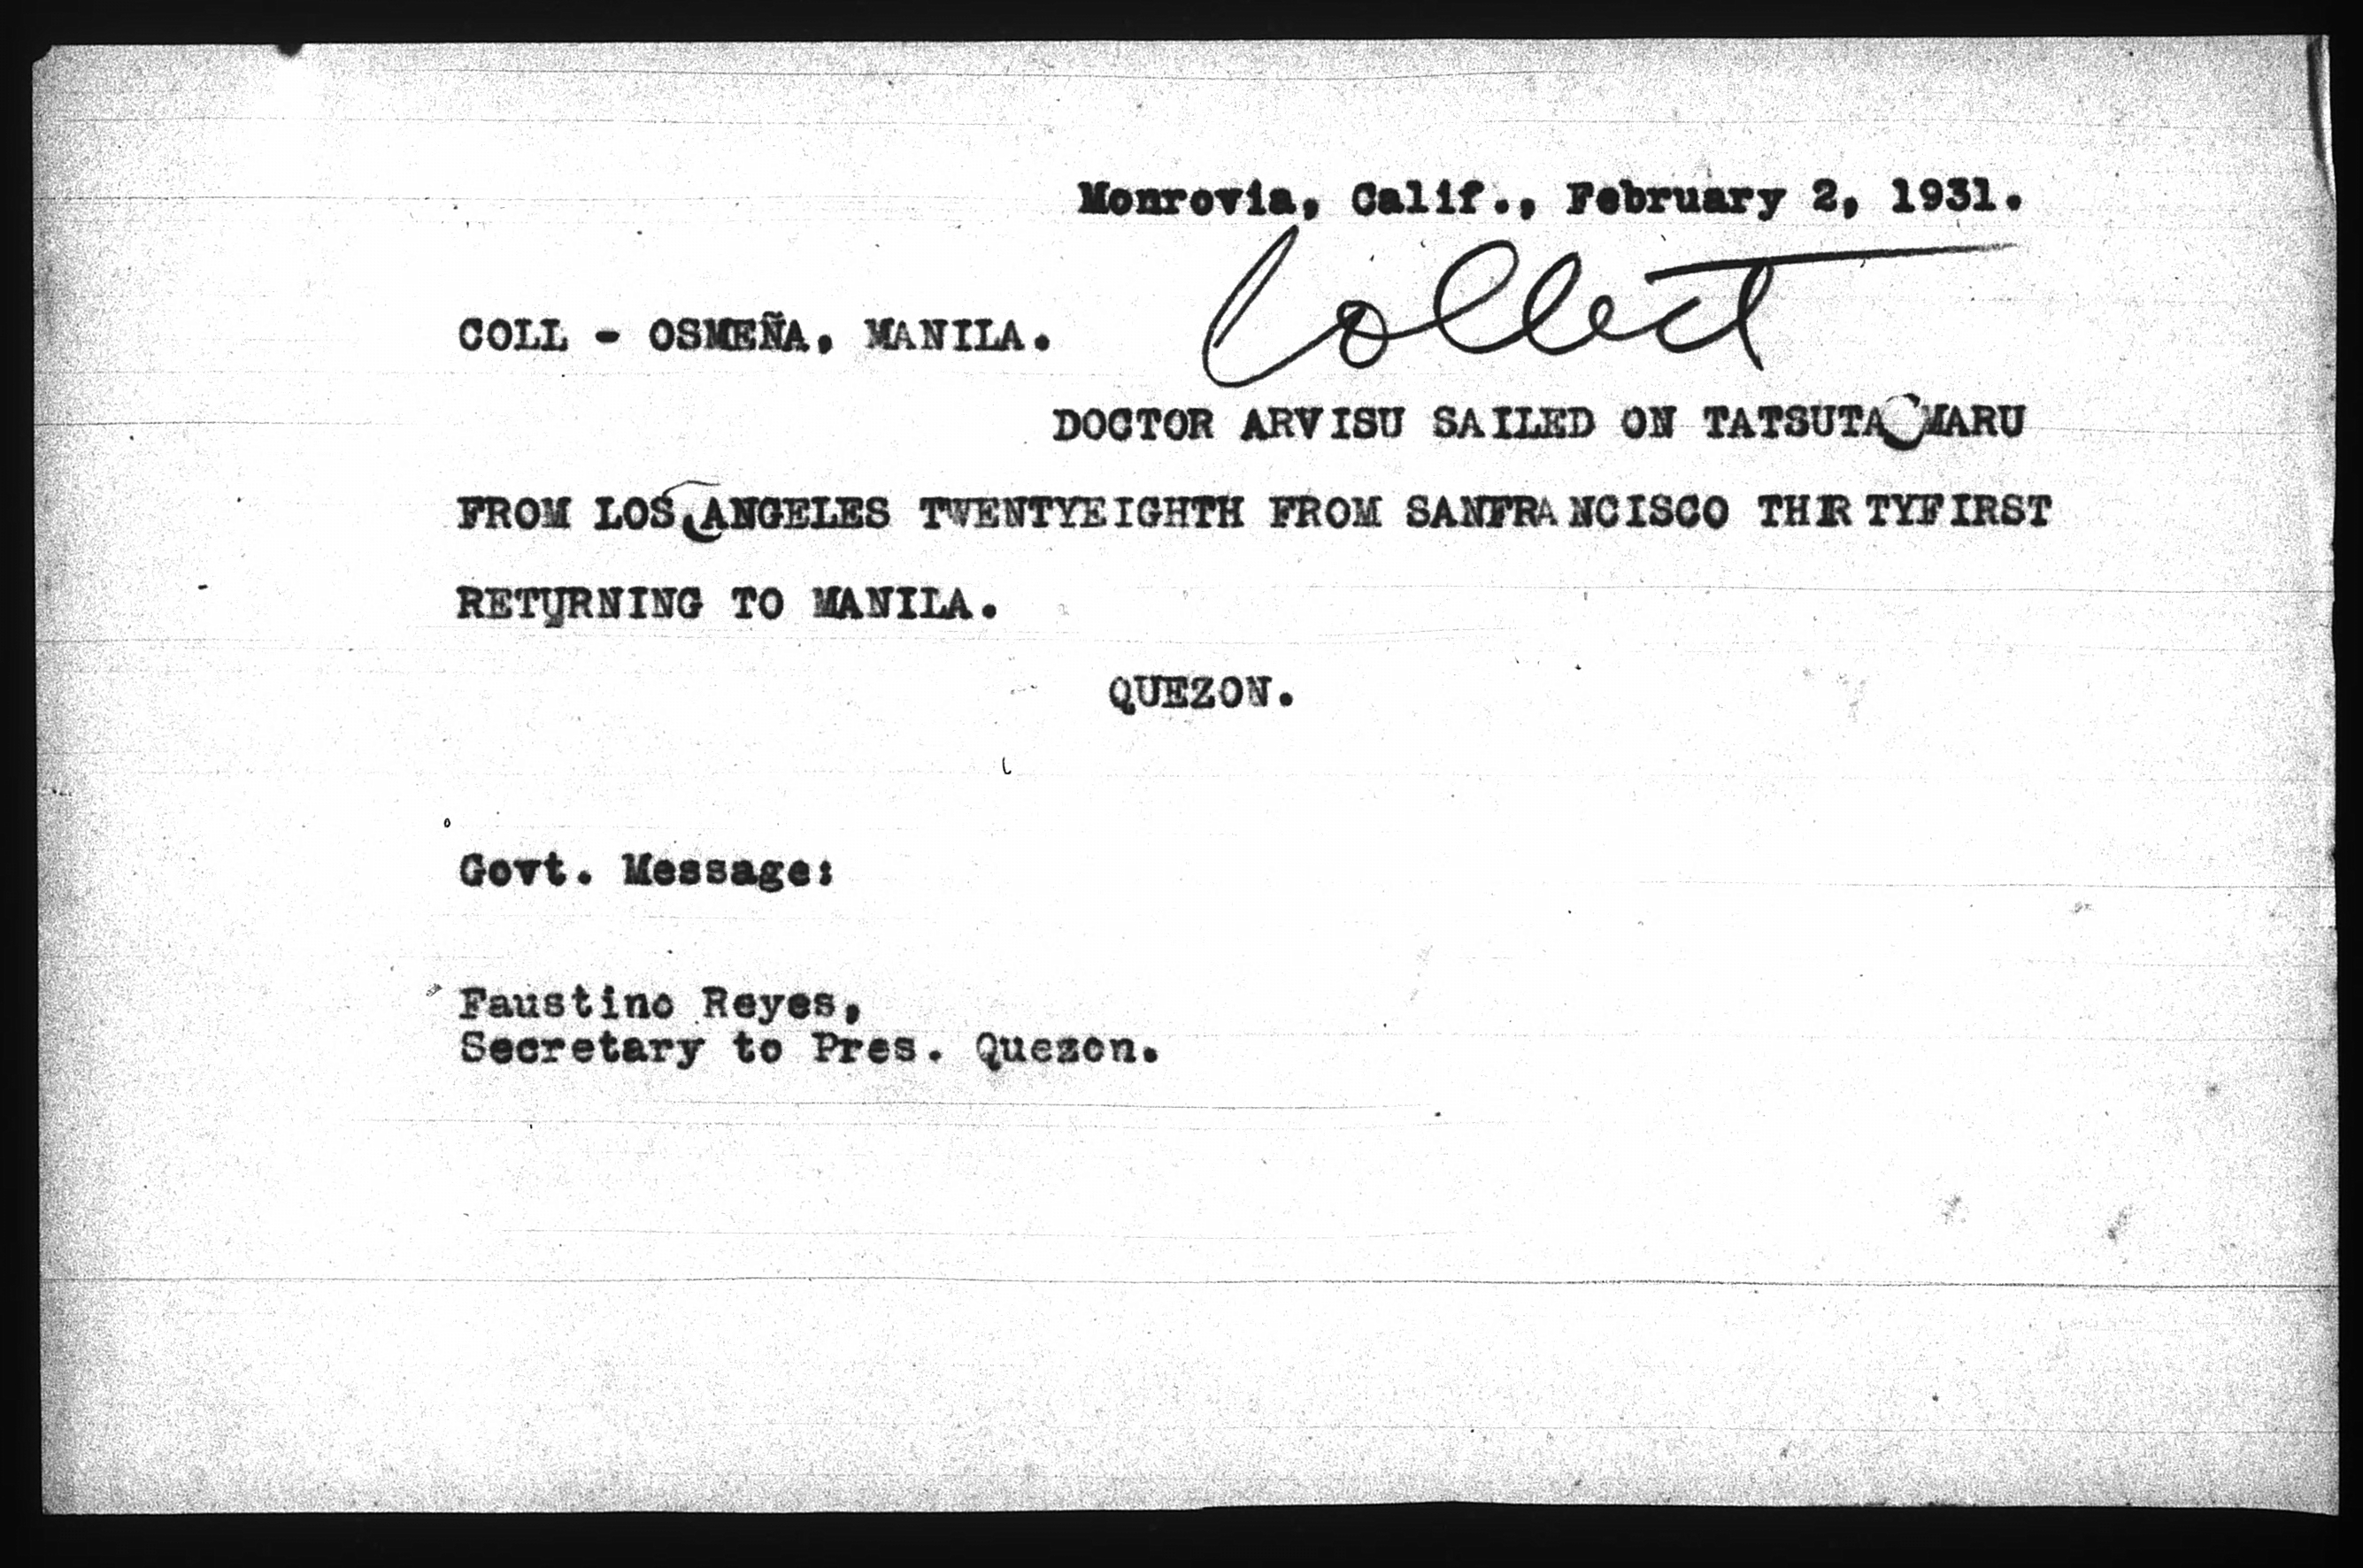 Monrovia, Calif., February 2, 1931.
Collect
COLL - OSMEÑA, MANILA.
DOCTOR ARVISU SAILED ON TATSUTA MARU
FROM LOS ANGELES TWENTYEIGHTH FROM SANFRANCISCO THIRTYFIRST
RETURNING TO MANILA.
QUEZON.
Govt. Message:
Faustino Reyes,
Secretary to Pres. Quezon.